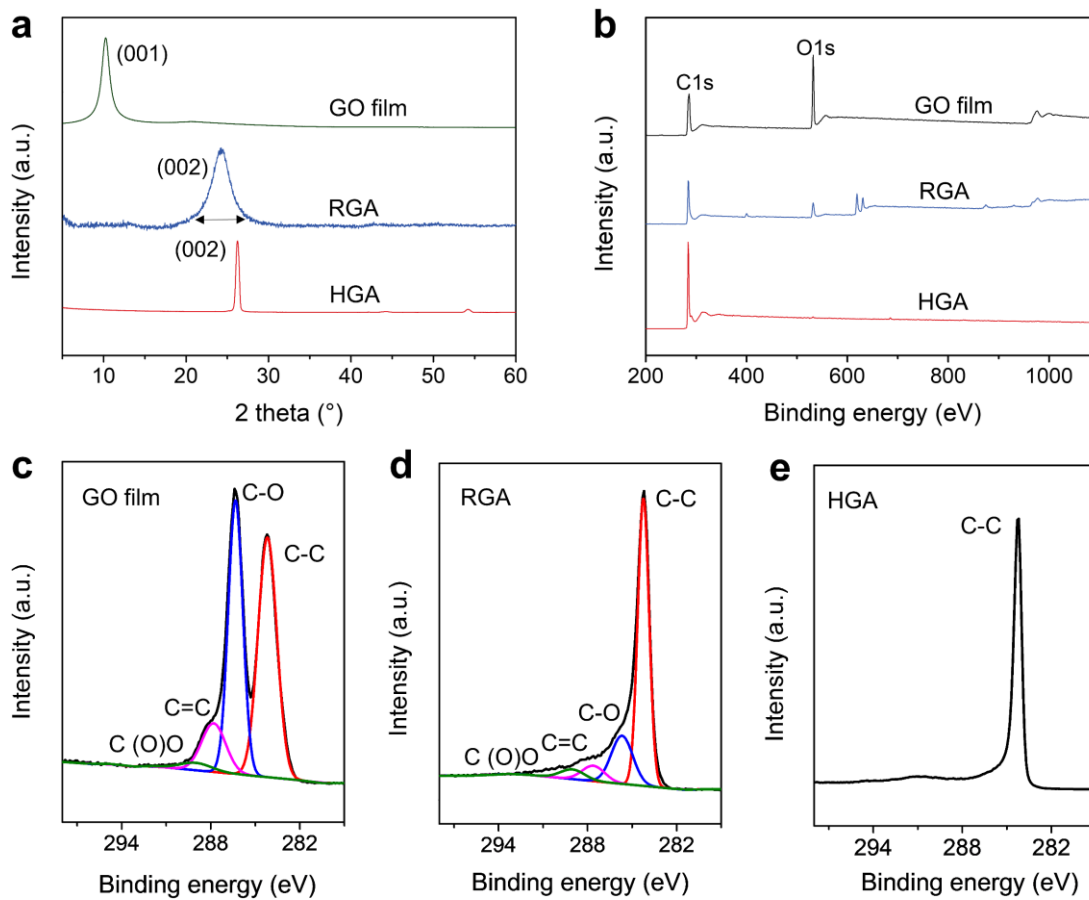 a
(001)
GO film
(002)
RGA
(002)
HGA
Intensity (a.u.)
10 20 30 40 50 60
2 theta (°)
b
O1s
C1s
GO film
RGA
HGA
Intensity (a.u.)
200 400 600 800 1000
Binding energy (eV)
c
GO film
C-O
C-C
C=C
C (O)O
Intensity (a.u.)
294 288 282
Binding energy (eV)
d
RGA
C-C
C-O
C=C
C (O)O
Intensity (a.u.)
294 288 282
Binding energy (eV)
e
HGA
C-C
Intensity (a.u.)
294 288 282
Binding energy (eV)